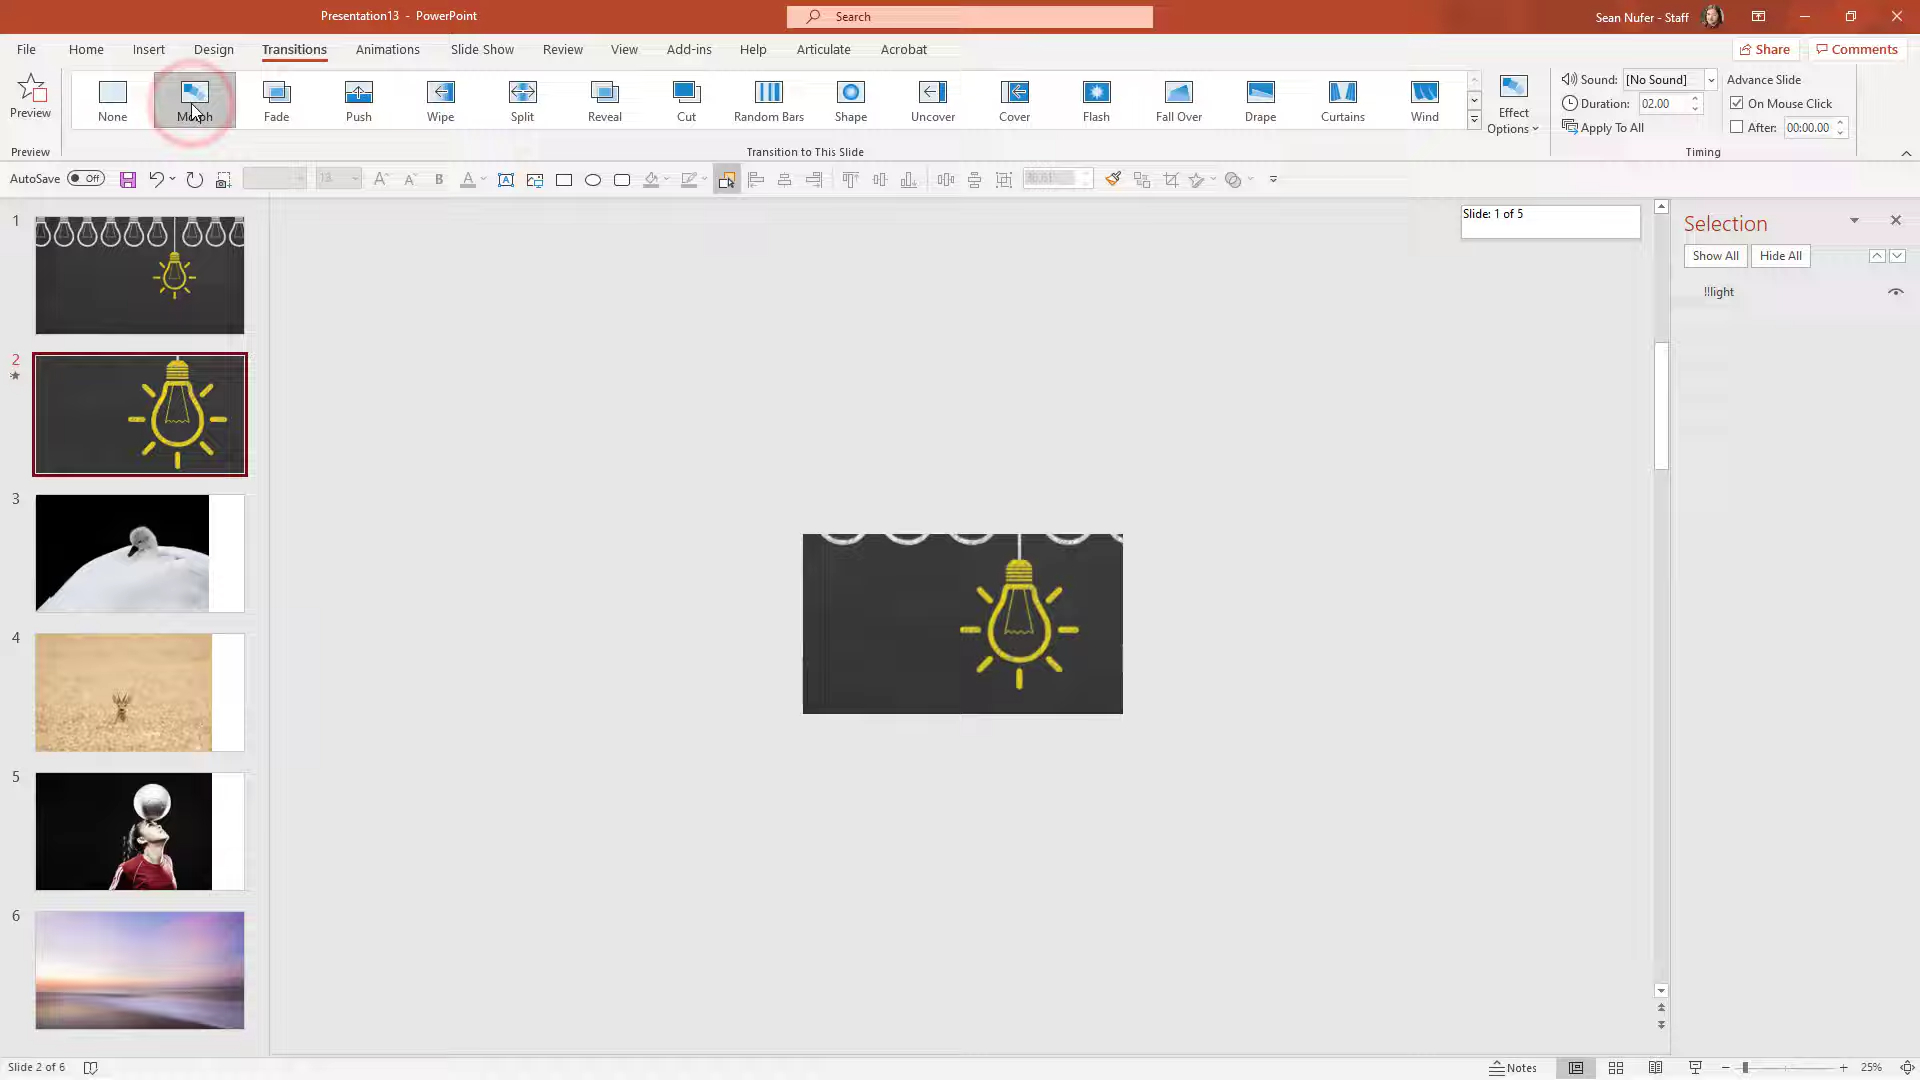 Presentation13 - PowerPoint
Search
Sean Nufer - Staff
File Home Insert Design Transitions Animations Slide Show Review View Add-ins Help Articulate Acrobat
Share Comments
Preview
None Morph Fade Push Wipe Split Reveal Cut Random Bars Shape Uncover Cover Flash Fall Over Drape Curtains Wind
Effect
Options
Sound: [No Sound]
Duration: 02.00
Apply To All
Advance Slide
On Mouse Click
After: 00:00.00
Preview
Transition to This Slide
Timing
AutoSave Off
B A
1
2
3
4
5
6
Slide: 1 of 5
Selection
Show All Hide All
!!light
Slide 2 of 6
Notes
25%